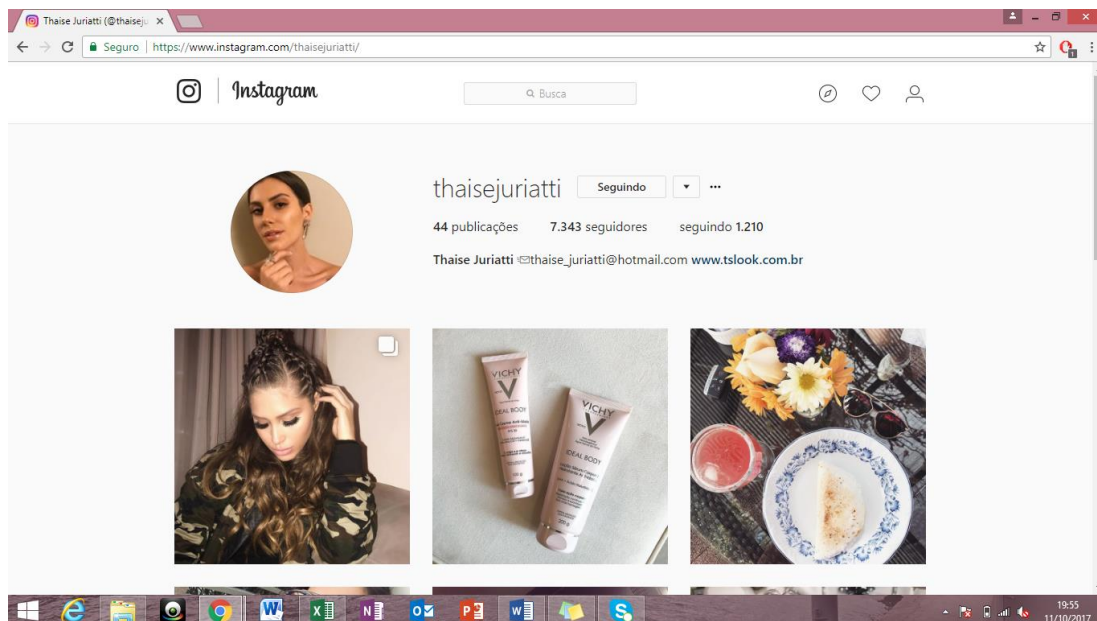 Thaise Juriatti (@thaiseju
Seguro https://www.instagram.com/thaisejuriatti/
1
Instagram
Busca
thaisejuriatti Seguindo
44 publicações 7.343 seguidores seguindo 1.210
Thaise Juriatti thaise_juriatti@hotmail.com www.tslook.com.br
VICHY
V
IDEAL BODY
VICHY
V
IDEAL BODY
200 g
19:55
11/10/2017